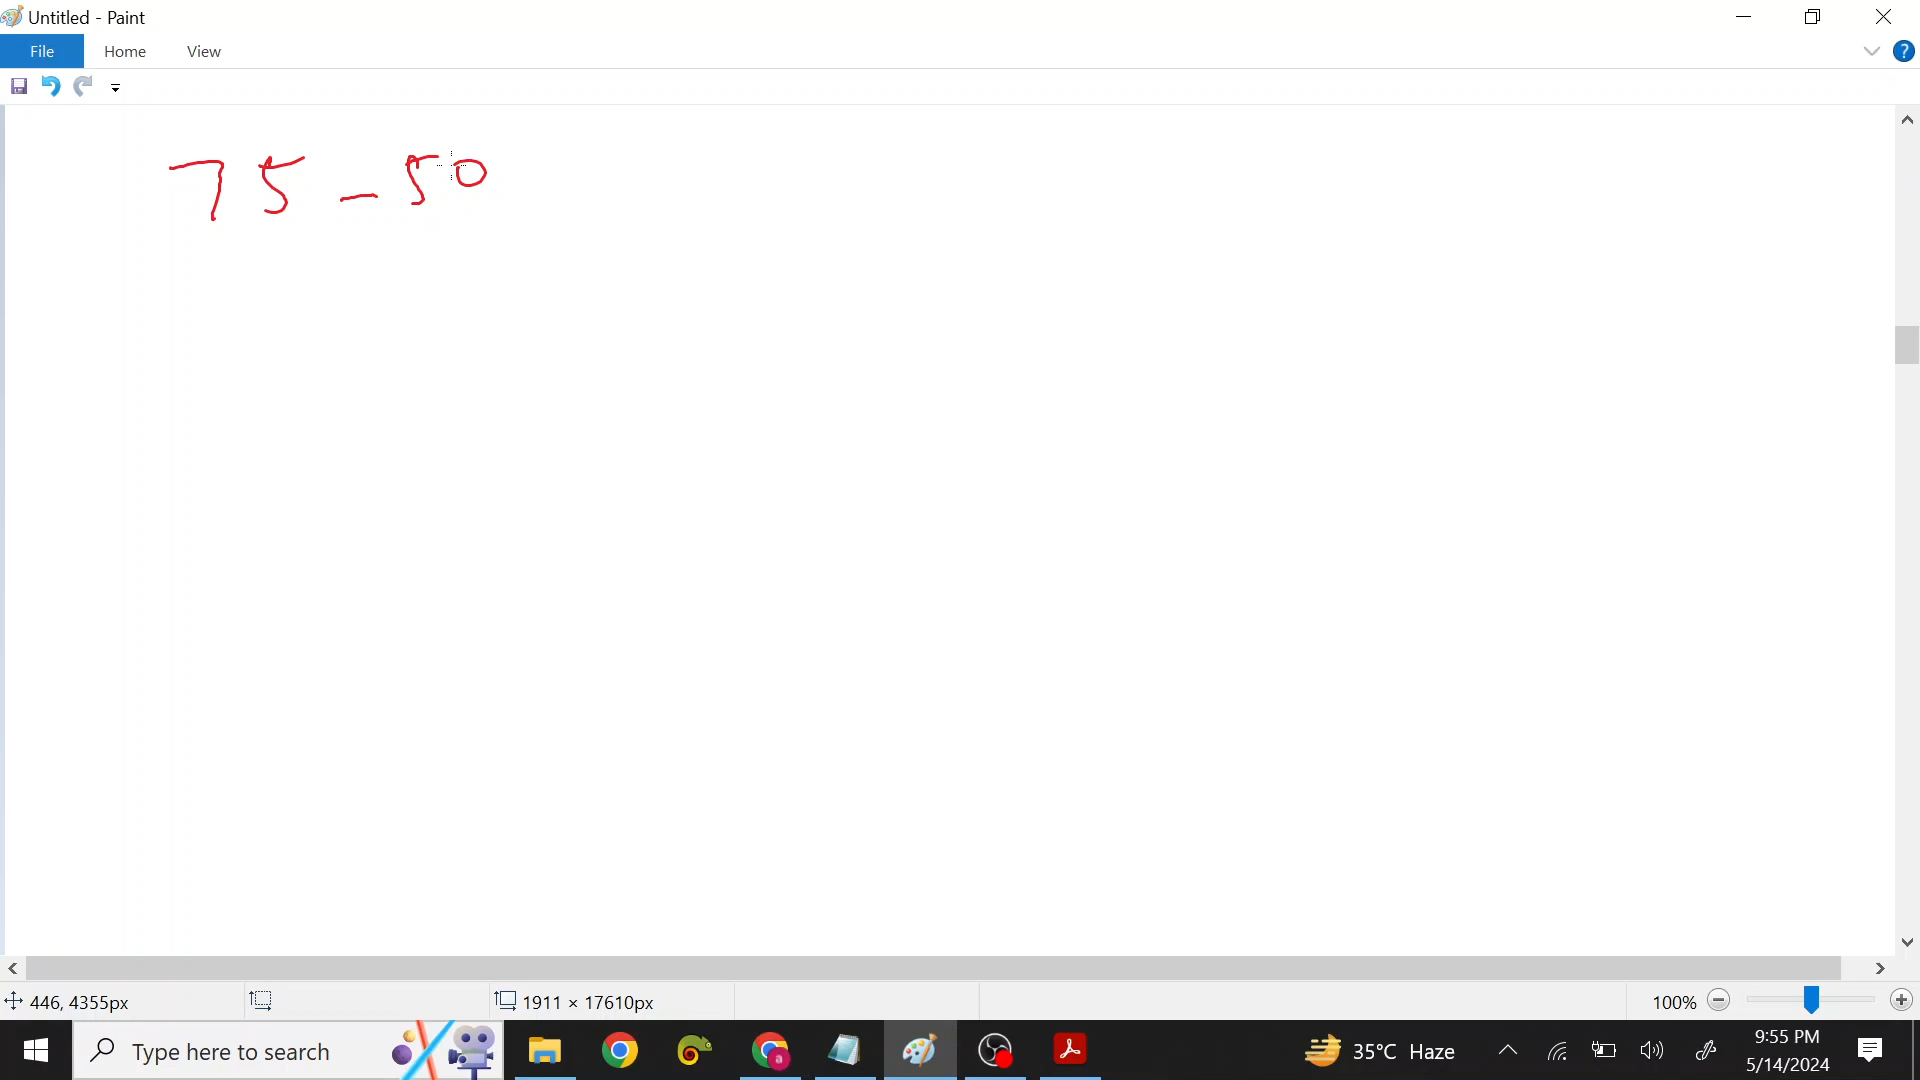 Untitled - Paint
File Home View
75 - 50
446, 4355px 1911 × 17610px 100%
Type here to search 35°C Haze 9:55 PM
5/14/2024